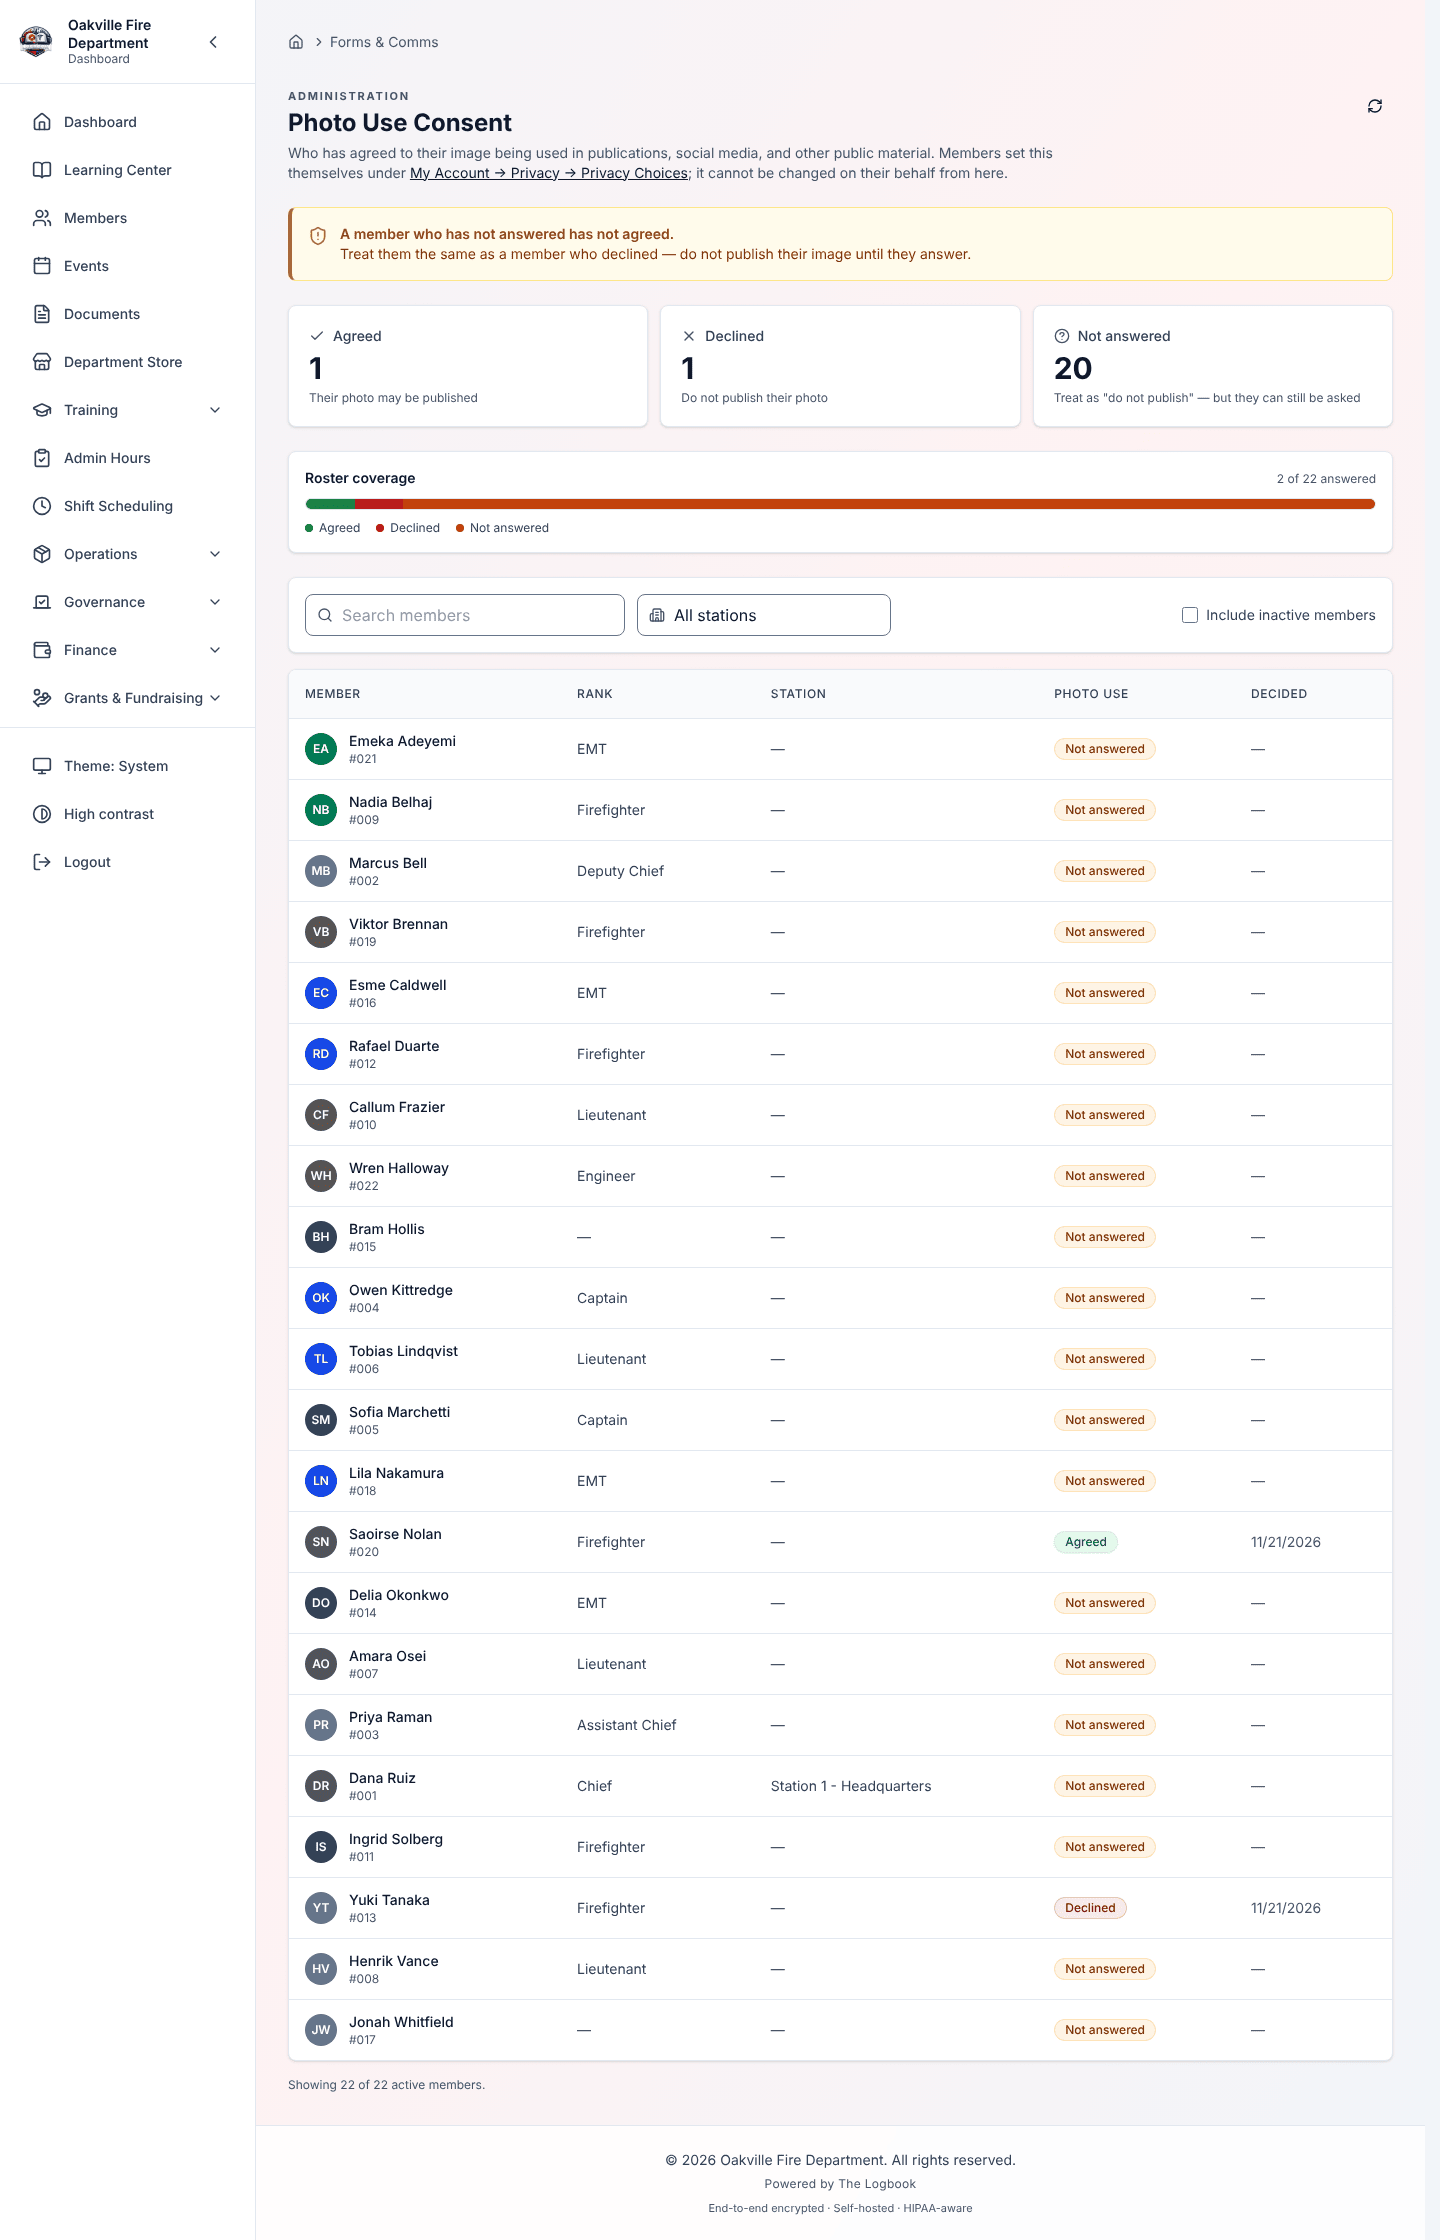 Oakville Fire
Department
Dashboard
Dashboard
Learning Center
Members
Events
Documents
Department Store
Training
Admin Hours
Shift Scheduling
Operations
Governance
Finance
Grants & Fundraising
Theme: System
High contrast
Logout
Forms & Comms
ADMINISTRATION
Photo Use Consent
Who has agreed to their image being used in publications, social media, and other public material. Members set this
themselves under My Account → Privacy → Privacy Choices; it cannot be changed on their behalf from here.
A member who has not answered has not agreed.
Treat them the same as a member who declined — do not publish their image until they answer.
Agreed
1
Their photo may be published
Declined
1
Do not publish their photo
Not answered
20
Treat as "do not publish" — but they can still be asked
Roster coverage 2 of 22 answered
Agreed Declined Not answered
Search members All stations Include inactive members
MEMBER RANK STATION PHOTO USE DECIDED
EA Emeka Adeyemi EMT — Not answered —
#021
NB Nadia Belhaj Firefighter — Not answered —
#009
MB Marcus Bell Deputy Chief — Not answered —
#002
VB Viktor Brennan Firefighter — Not answered —
#019
EC Esme Caldwell EMT — Not answered —
#016
RD Rafael Duarte Firefighter — Not answered —
#012
CF Callum Frazier Lieutenant — Not answered —
#010
WH Wren Halloway Engineer — Not answered —
#022
BH Bram Hollis — — Not answered —
#015
OK Owen Kittredge Captain — Not answered —
#004
TL Tobias Lindqvist Lieutenant — Not answered —
#006
SM Sofia Marchetti Captain — Not answered —
#005
LN Lila Nakamura EMT — Not answered —
#018
SN Saoirse Nolan Firefighter — Agreed 11/21/2026
#020
DO Delia Okonkwo EMT — Not answered —
#014
AO Amara Osei Lieutenant — Not answered —
#007
PR Priya Raman Assistant Chief — Not answered —
#003
DR Dana Ruiz Chief Station 1 - Headquarters Not answered —
#001
IS Ingrid Solberg Firefighter — Not answered —
#011
YT Yuki Tanaka Firefighter — Declined 11/21/2026
#013
HV Henrik Vance Lieutenant — Not answered —
#008
JW Jonah Whitfield — — Not answered —
#017
Showing 22 of 22 active members.
© 2026 Oakville Fire Department. All rights reserved.
Powered by The Logbook
End-to-end encrypted · Self-hosted · HIPAA-aware